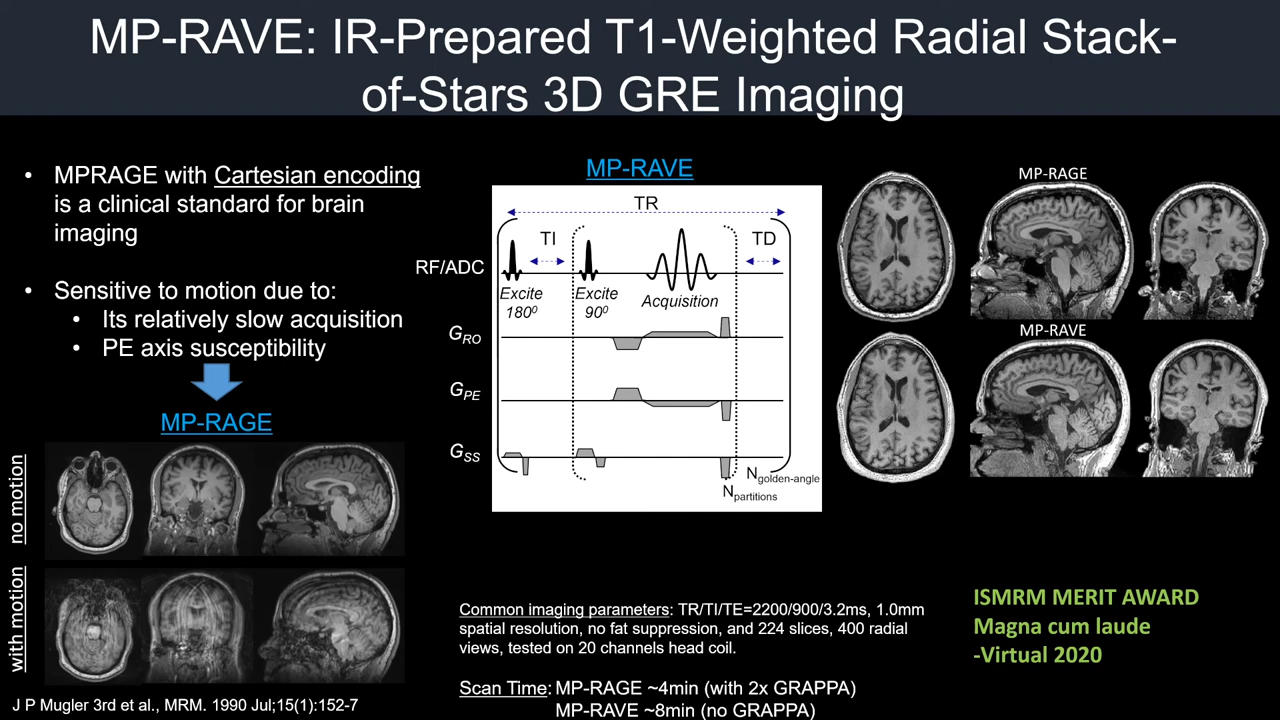 MP-RAVE: IR-Prepared T1-Weighted Radial Stack-
of-Stars 3D GRE Imaging
• MPRAGE with Cartesian encoding
is a clinical standard for brain
imaging
• Sensitive to motion due to:
• Its relatively slow acquisition
• PE axis susceptibility
MP-RAGE
no motion
with motion
J P Mugler 3rd et al., MRM. 1990 Jul;15(1):152-7
MP-RAVE
TR
TI
TD
RF/ADC
Excite
180⁰
Excite
90⁰
Acquisition
G_RO
G_PE
G_SS
N_golden-angle
N_partitions
Common imaging parameters: TR/TI/TE=2200/900/3.2ms, 1.0mm
spatial resolution, no fat suppression, and 224 slices, 400 radial
views, tested on 20 channels head coil.
Scan Time: MP-RAGE ~4min (with 2x GRAPPA)
MP-RAVE ~8min (no GRAPPA)
MP-RAGE
MP-RAVE
ISMRM MERIT AWARD
Magna cum laude
-Virtual 2020